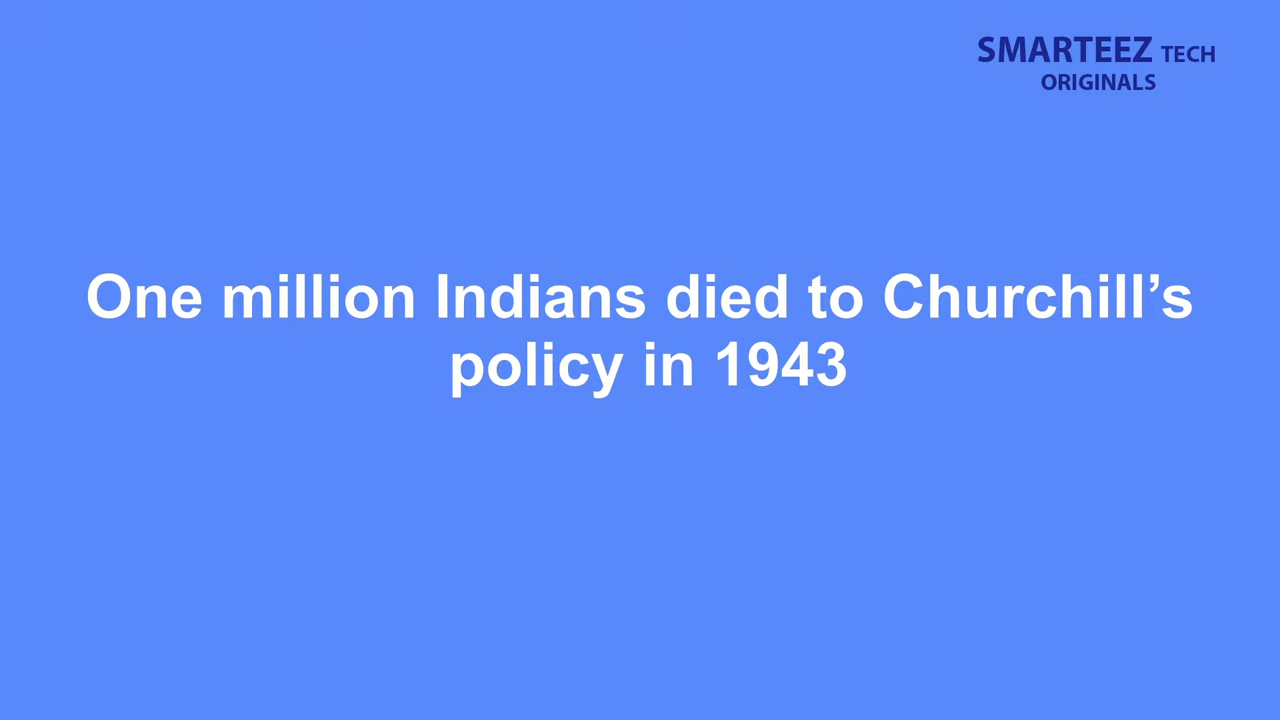 SMARTEEZ TECH
ORIGINALS
One million Indians died to Churchill’s
policy in 1943